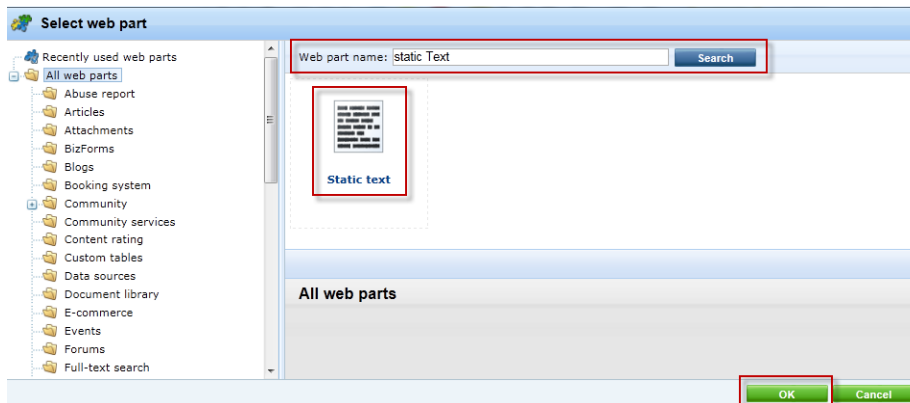 Select web part
Recently used web parts
All web parts
Abuse report
Articles
Attachments
BizForms
Blogs
Booking system
Community
Community services
Content rating
Custom tables
Data sources
Document library
E-commerce
Events
Forums
Full-text search
Web part name: static Text Search
Static text
All web parts
OK Cancel